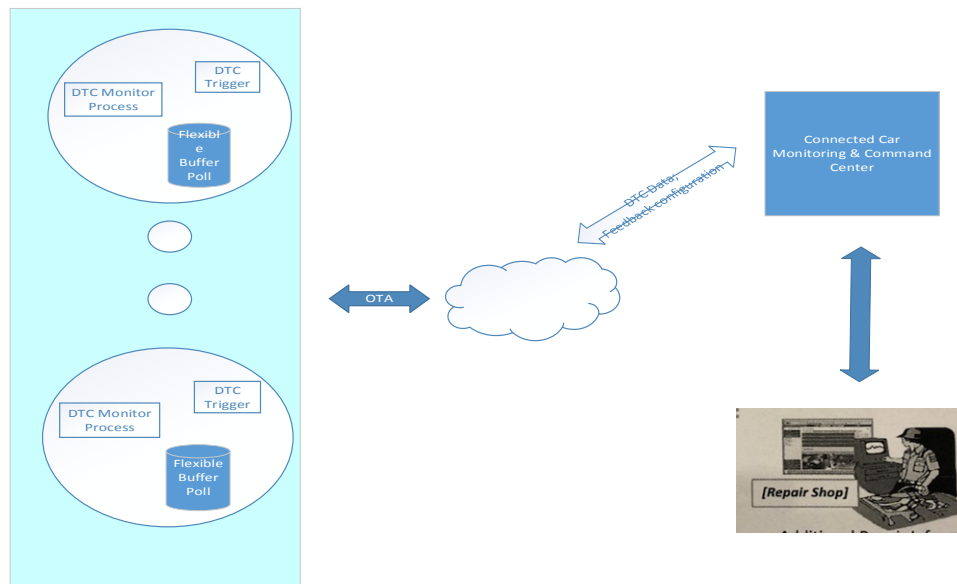 DTC
Trigger
DTC Monitor
Process
Flexibl
e
Buffer
Poll
DTC
Trigger
DTC Monitor
Process
Flexible
Buffer
Poll
OTA
DTC Data;
Feedback configuration
Connected Car
Monitoring & Command
Center
[Repair Shop]